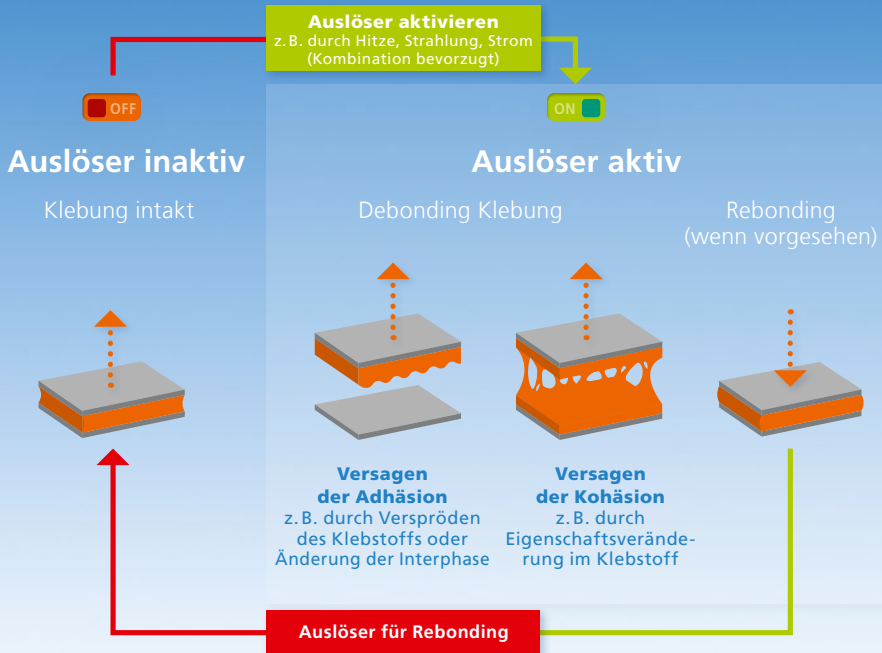 Auslöser aktivieren
z. B. durch Hitze, Strahlung, Strom
(Kombination bevorzugt)
OFF
ON
Auslöser inaktiv
Auslöser aktiv
Klebung intakt
Debonding Klebung
Rebonding
(wenn vorgesehen)
Versagen
der Adhäsion
z. B. durch Verspröden
des Klebstoffs oder
Änderung der Interphase
Versagen
der Kohäsion
z. B. durch
Eigenschaftsverände-
rung im Klebstoff
Auslöser für Rebonding